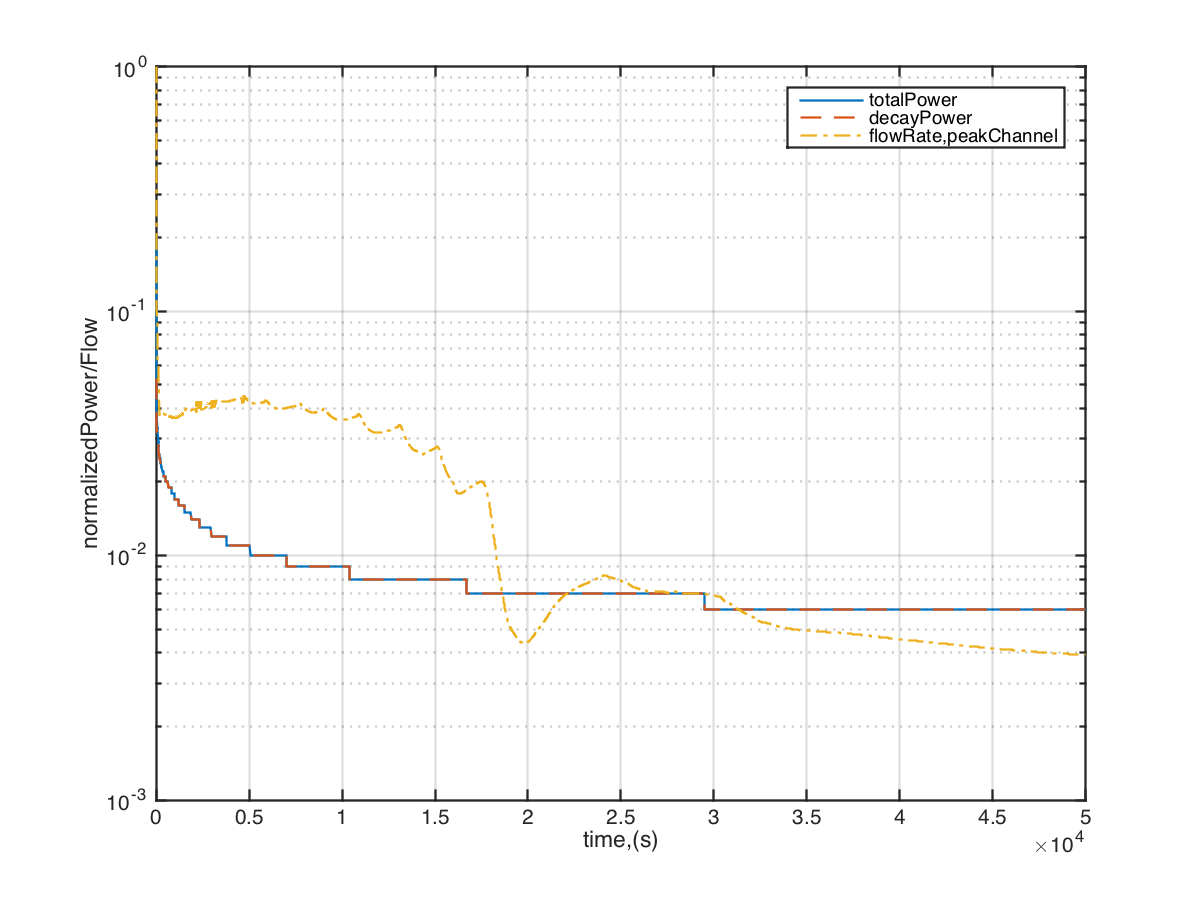 10^0
10^-1
10^-2
10^-3
normalizedPower/Flow
totalPower
decayPower
flowRate,peakChannel
0 0.5 1 1.5 2 2.5 3 3.5 4 4.5 5
time,(s)
×10^4